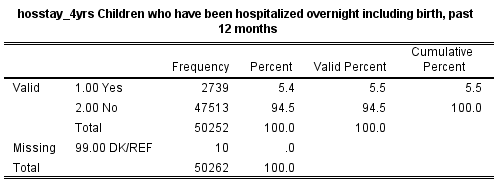 hosstay_4yrs Children who have been hospitalized overnight including birth, past
12 months
Frequency Percent Valid Percent Cumulative Percent
Valid 1.00 Yes 2739 5.4 5.5 5.5
2.00 No 47513 94.5 94.5 100.0
Total 50252 100.0 100.0
Missing 99.00 DK/REF 10 .0
Total 50262 100.0